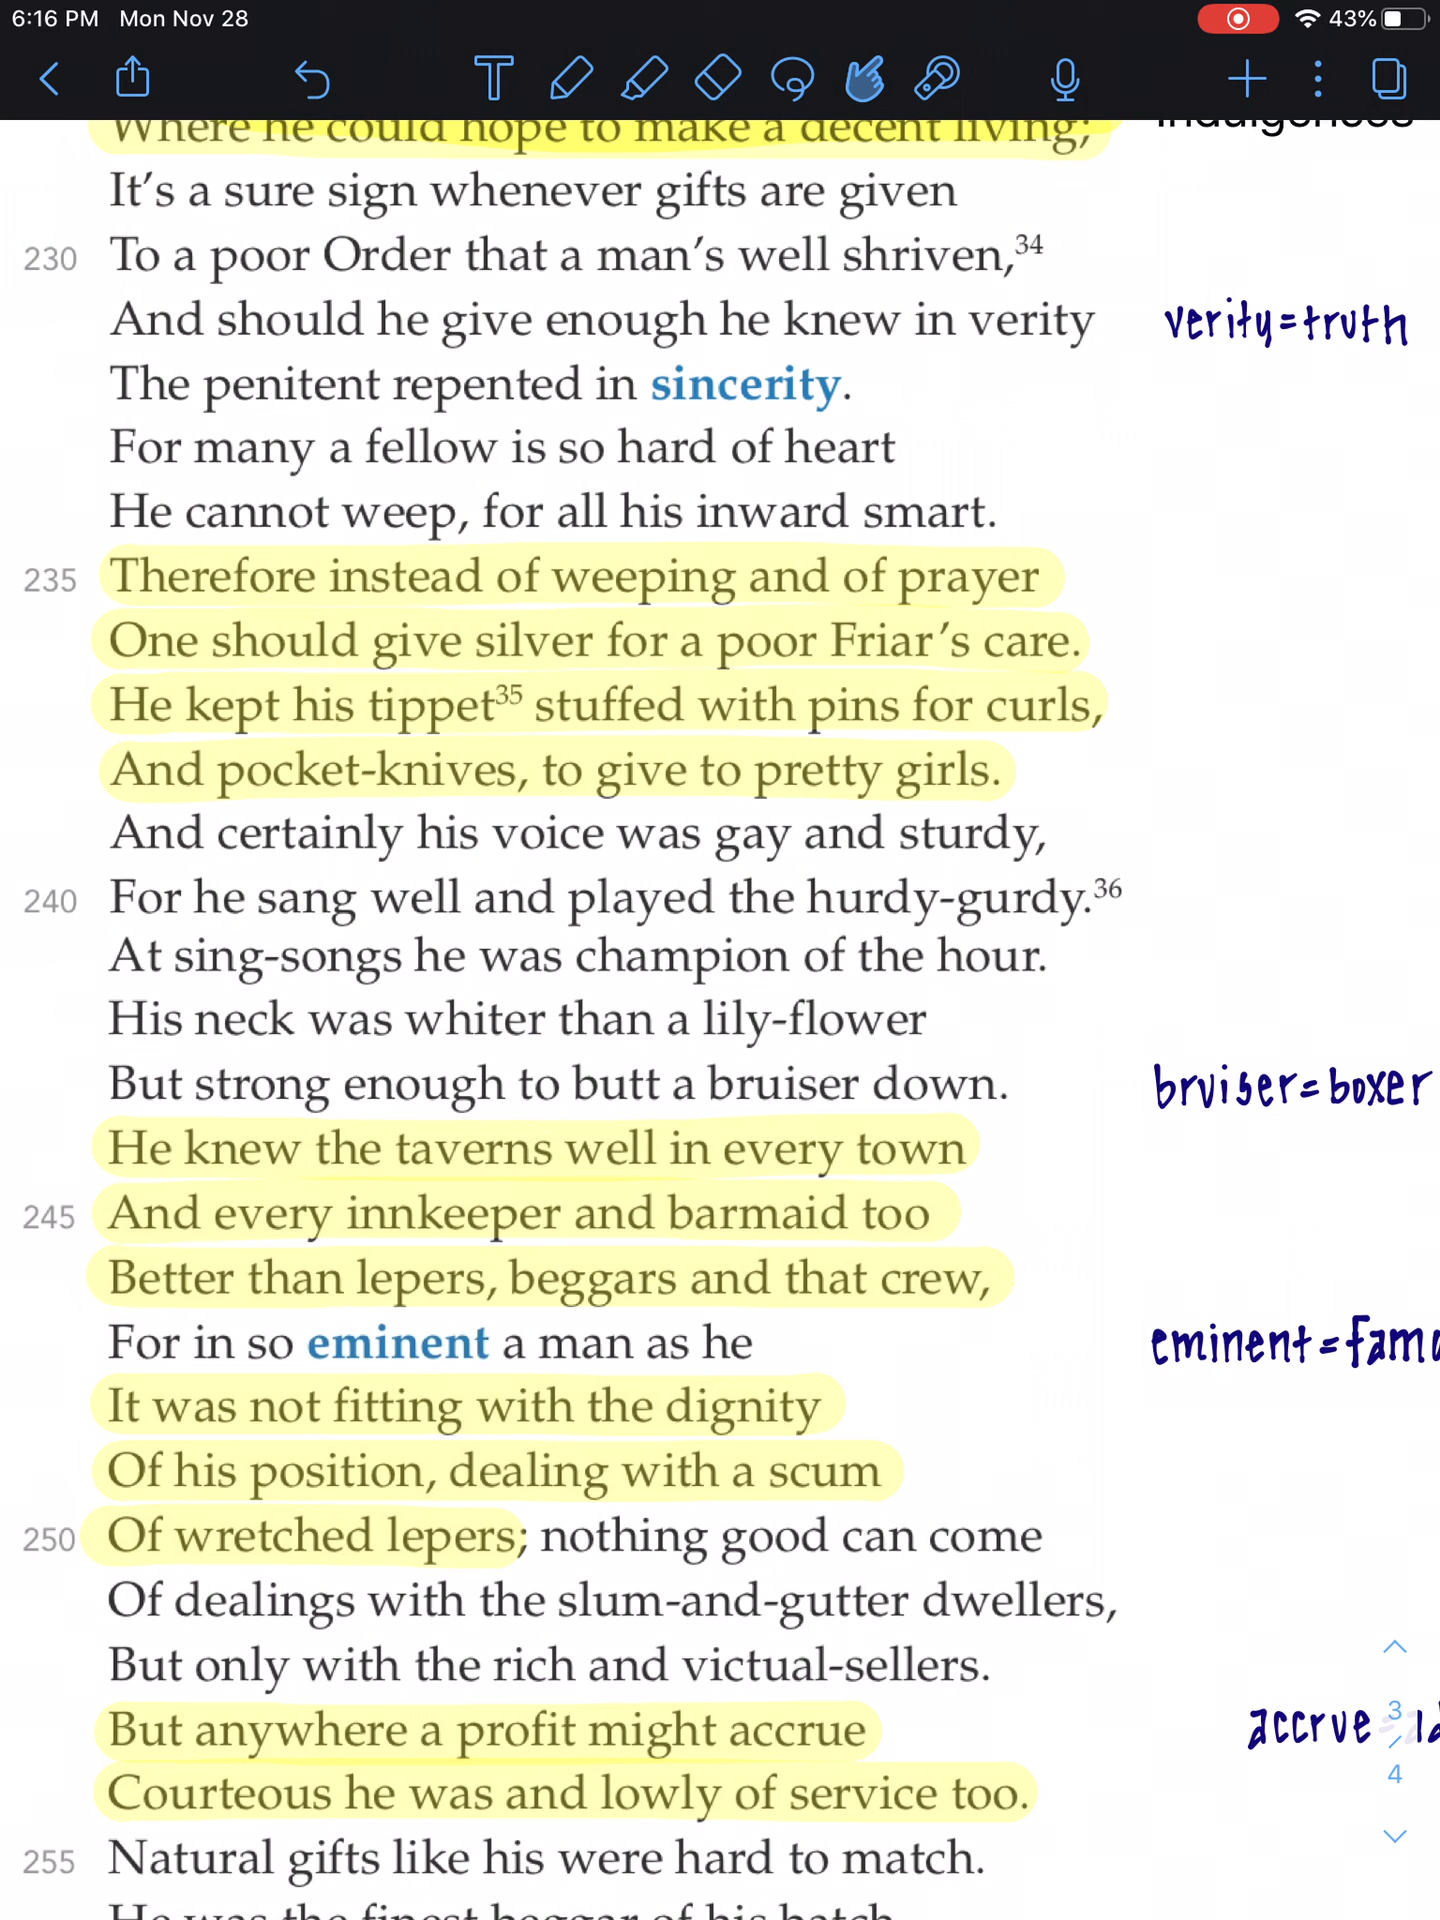 6:16 PM Mon Nov 28 43%
Where he could hope to make a decent living; indulgences
It's a sure sign whenever gifts are given
230 To a poor Order that a man's well shriven,34
And should he give enough he knew in verity verity=truth
The penitent repented in sincerity.
For many a fellow is so hard of heart
He cannot weep, for all his inward smart.
235 Therefore instead of weeping and of prayer
One should give silver for a poor Friar's care.
He kept his tippet35 stuffed with pins for curls,
And pocket-knives, to give to pretty girls.
And certainly his voice was gay and sturdy,
240 For he sang well and played the hurdy-gurdy.36
At sing-songs he was champion of the hour.
His neck was whiter than a lily-flower
But strong enough to butt a bruiser down. bruiser=boxer
He knew the taverns well in every town
245 And every innkeeper and barmaid too
Better than lepers, beggars and that crew,
For in so eminent a man as he eminent=
It was not fitting with the dignity
Of his position, dealing with a scum
250 Of wretched lepers; nothing good can come
Of dealings with the slum-and-gutter dwellers,
But only with the rich and victual-sellers.
But anywhere a profit might accrue accrue
3/4
Courteous he was and lowly of service too.
255 Natural gifts like his were hard to match.
He was the finest beggar of his batch